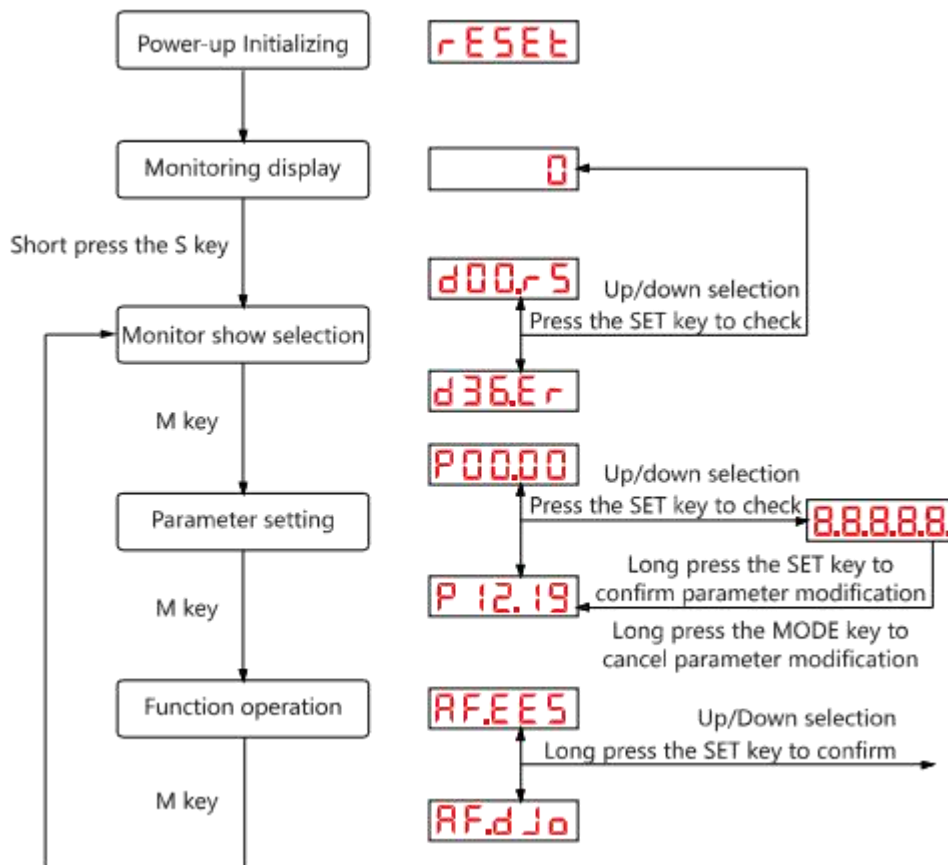 Power-up Initializing
rESEt
Monitoring display
0
Short press the S key
d00.rS
Up/down selection
Press the SET key to check
Monitor show selection
d36.Er
M key
P00.00
Up/down selection
Press the SET key to check
Parameter setting
8.8.8.8.8.
Long press the SET key to
confirm parameter modification
P12.19
M key
Long press the MODE key to
cancel parameter modification
Function operation
AF.EES
Up/Down selection
Long press the SET key to confirm
M key
AF.dJo